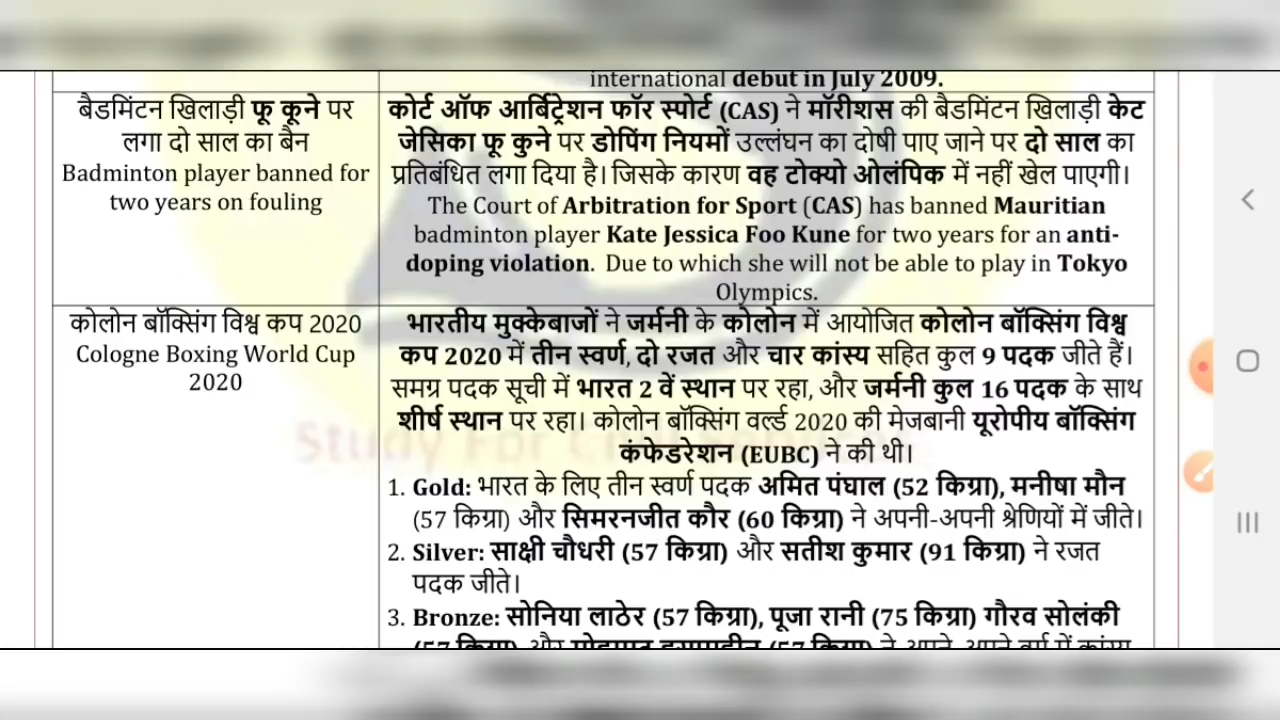 international debut in July 2009.
बैडमिंटन खिलाड़ी फू कूने पर
लगा दो साल का बैन
Badminton player banned for
two years on fouling
कोर्ट ऑफ आर्बिट्रेशन फॉर स्पोर्ट (CAS) ने मॉरीशस की बैडमिंटन खिलाड़ी केट
जेसिका फू कुने पर डोपिंग नियमों उल्लंघन का दोषी पाए जाने पर दो साल का
प्रतिबंधित लगा दिया है। जिसके कारण वह टोक्यो ओलंपिक में नहीं खेल पाएगी।
The Court of Arbitration for Sport (CAS) has banned Mauritian
badminton player Kate Jessica Foo Kune for two years for an anti-
doping violation. Due to which she will not be able to play in Tokyo
Olympics.
कोलोन बॉक्सिंग विश्व कप 2020
Cologne Boxing World Cup
2020
भारतीय मुक्केबाजों ने जर्मनी के कोलोन में आयोजित कोलोन बॉक्सिंग विश्व
कप 2020 में तीन स्वर्ण, दो रजत और चार कांस्य सहित कुल 9 पदक जीते हैं।
समग्र पदक सूची में भारत 2 वें स्थान पर रहा, और जर्मनी कुल 16 पदक के साथ
शीर्ष स्थान पर रहा। कोलोन बॉक्सिंग वर्ल्ड 2020 की मेजबानी यूरोपीय बॉक्सिंग
कंफेडरेशन (EUBC) ने की थी।
1. Gold: भारत के लिए तीन स्वर्ण पदक अमित पंघाल (52 किग्रा), मनीषा मौन
(57 किग्रा) और सिमरनजीत कौर (60 किग्रा) ने अपनी-अपनी श्रेणियों में जीते।
2. Silver: साक्षी चौधरी (57 किग्रा) और सतीश कुमार (91 किग्रा) ने रजत
पदक जीते।
3. Bronze: सोनिया लाठेर (57 किग्रा), पूजा रानी (75 किग्रा) गौरव सोलंकी
Study For